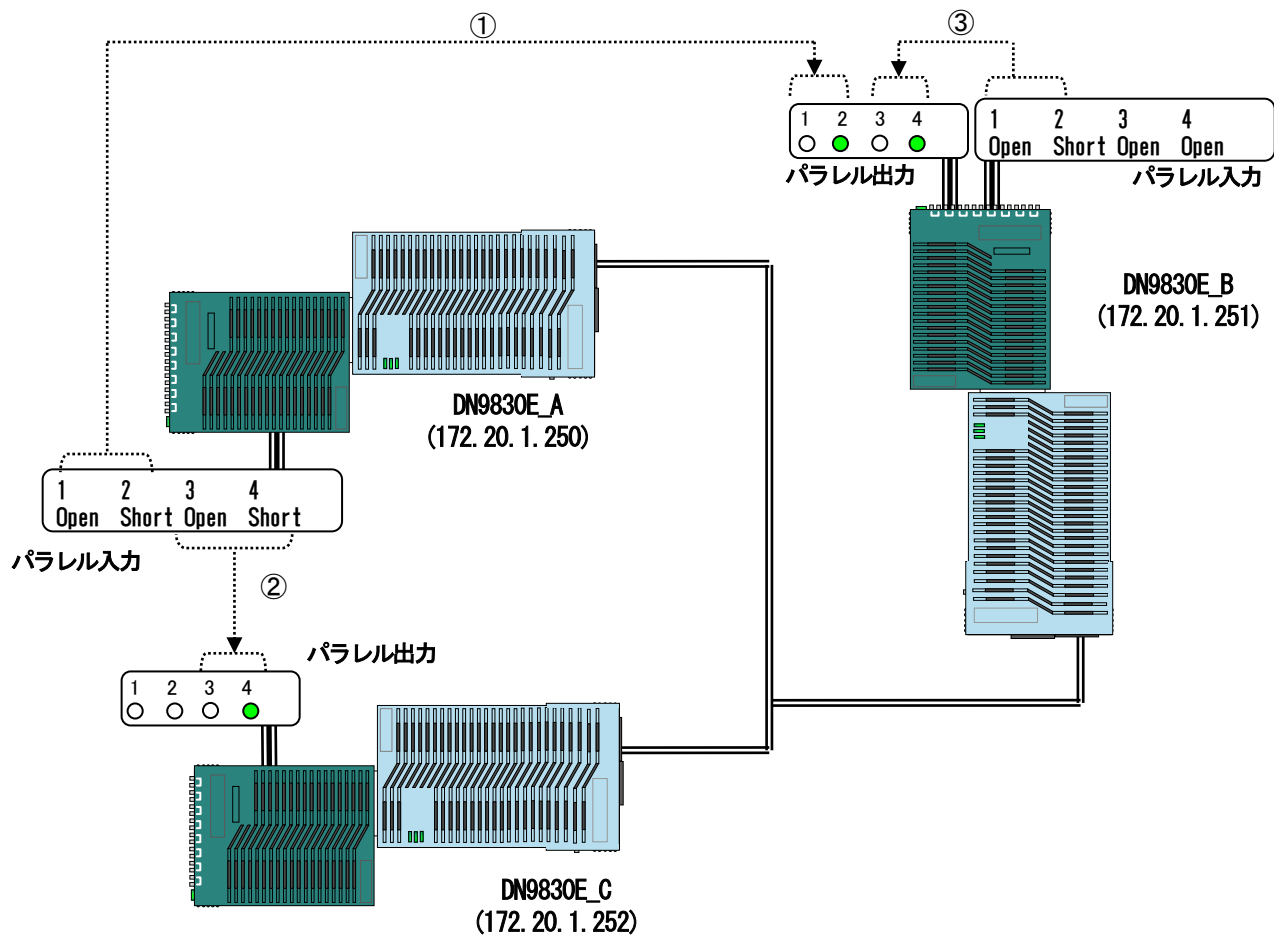 ①
③
1 2 3 4
パラレル出力
1 2 3 4
Open Short Open Open
パラレル入力
DN9830E_B
(172.20.1.251)
DN9830E_A
(172.20.1.250)
1 2 3 4
Open Short Open Short
パラレル入力
②
パラレル出力
1 2 3 4
DN9830E_C
(172.20.1.252)